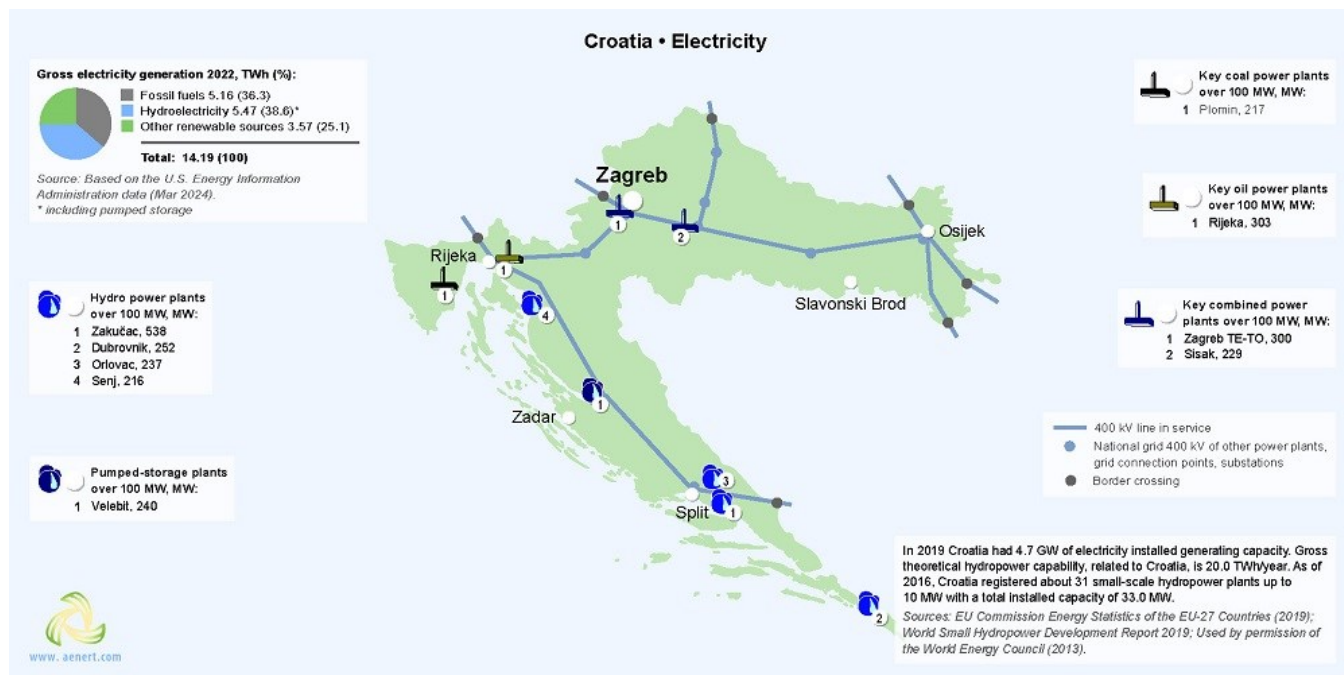 Croatia • Electricity
Gross electricity generation 2022, TWh (%):
Fossil fuels 5.16 (36.3)
Hydroelectricity 5.47 (38.6)*
Other renewable sources 3.57 (25.1)
Total: 14.19 (100)
Source: Based on the U.S. Energy Information
Administration data (Mar 2024).
* including pumped storage
Hydro power plants
over 100 MW, MW:
1 Zakučac, 538
2 Dubrovnik, 252
3 Orlovac, 237
4 Senj, 216
Pumped-storage plants
over 100 MW, MW:
1 Velebit, 240
www. aenert.com
Zagreb
1
2
Osijek
Rijeka
1
1
4
Slavonski Brod
1
Zadar
3
Split
1
2
Key coal power plants
over 100 MW, MW:
1 Plomin, 217
Key oil power plants
over 100 MW, MW:
1 Rijeka, 303
Key combined power
plants over 100 MW, MW:
1 Zagreb TE-TO, 300
2 Sisak, 229
400 kV line in service
National grid 400 kV of other power plants,
grid connection points, substations
Border crossing
In 2019 Croatia had 4.7 GW of electricity installed generating capacity. Gross
theoretical hydropower capability, related to Croatia, is 20.0 TWh/year. As of
2016, Croatia registered about 31 small-scale hydropower plants up to
10 MW with a total installed capacity of 33.0 MW.
Sources: EU Commission Energy Statistics of the EU-27 Countries (2019);
World Small Hydropower Development Report 2019; Used by permission of
the World Energy Council (2013).